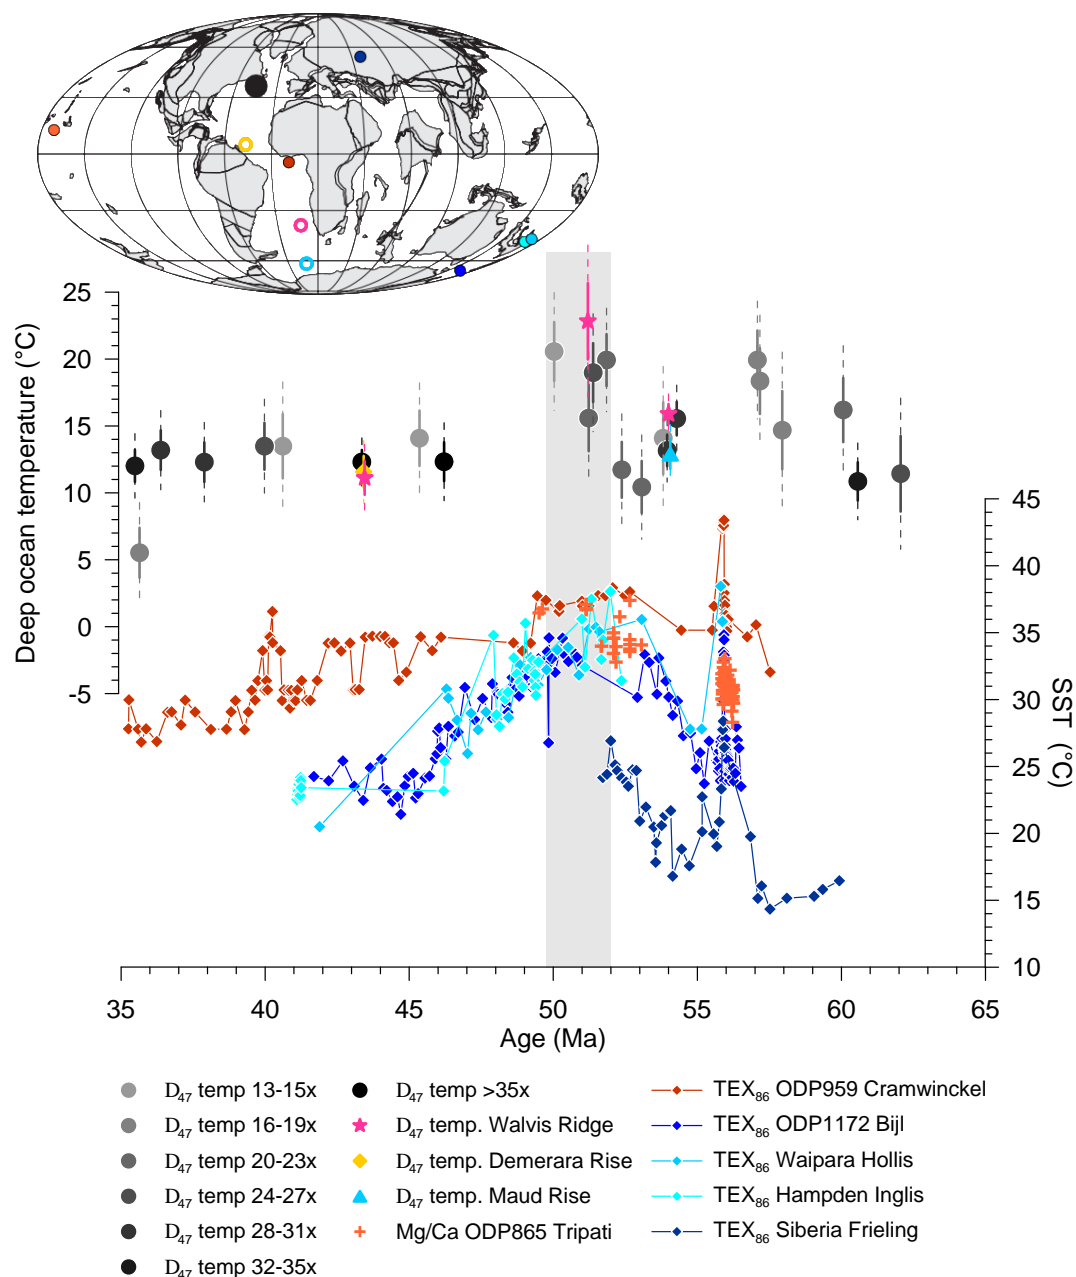 25
20
15
10
5
0
-5
Deep ocean temperature (°C)
45
40
35
30
25
20
15
10
SST (°C)
35 40 45 50 55 60 65
Age (Ma)
D47 temp 13-15x
D47 temp 16-19x
D47 temp 20-23x
D47 temp 24-27x
D47 temp 28-31x
D47 temp 32-35x
D47 temp >35x
D47 temp. Walvis Ridge
D47 temp. Demerara Rise
D47 temp. Maud Rise
Mg/Ca ODP865 Tripati
TEX86 ODP959 Cramwinckel
TEX86 ODP1172 Bijl
TEX86 Waipara Hollis
TEX86 Hampden Inglis
TEX86 Siberia Frieling